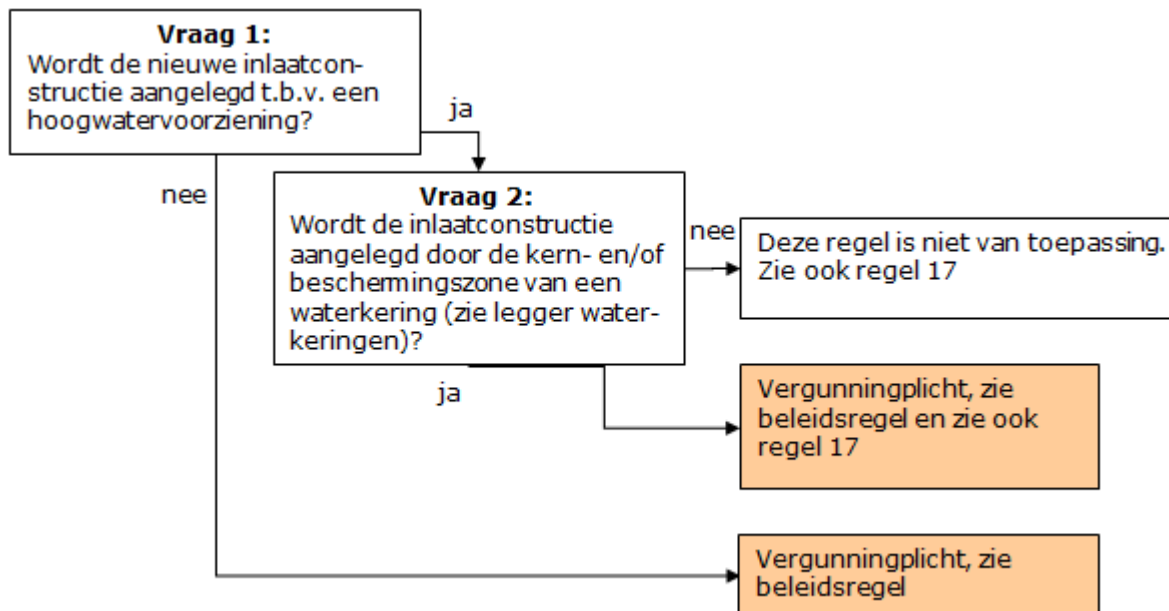 Vraag 1:
Wordt de nieuwe inlaatcon-
structie aangelegd t.b.v. een
hoogwatervoorziening?
ja
nee
Vraag 2:
Wordt de inlaatconstructie
aangelegd door de kern- en/of
beschermingszone van een
waterkering (zie legger water-
keringen)?
nee
Deze regel is niet van toepassing.
Zie ook regel 17
ja
Vergunningplicht, zie
beleidsregel en zie ook
regel 17
Vergunningplicht, zie
beleidsregel